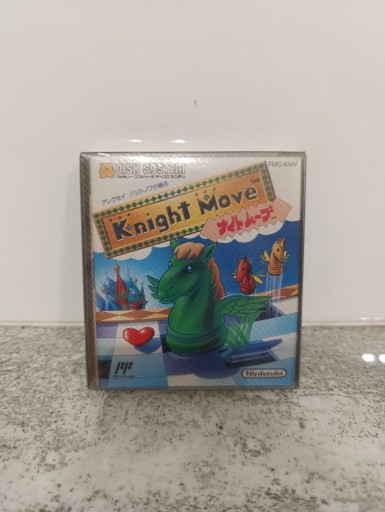 DISK SYSTEM
FMC-KMV
アレクセイ パジトノフが贈る
Knight Move
ナイトムーブ
Nintendo